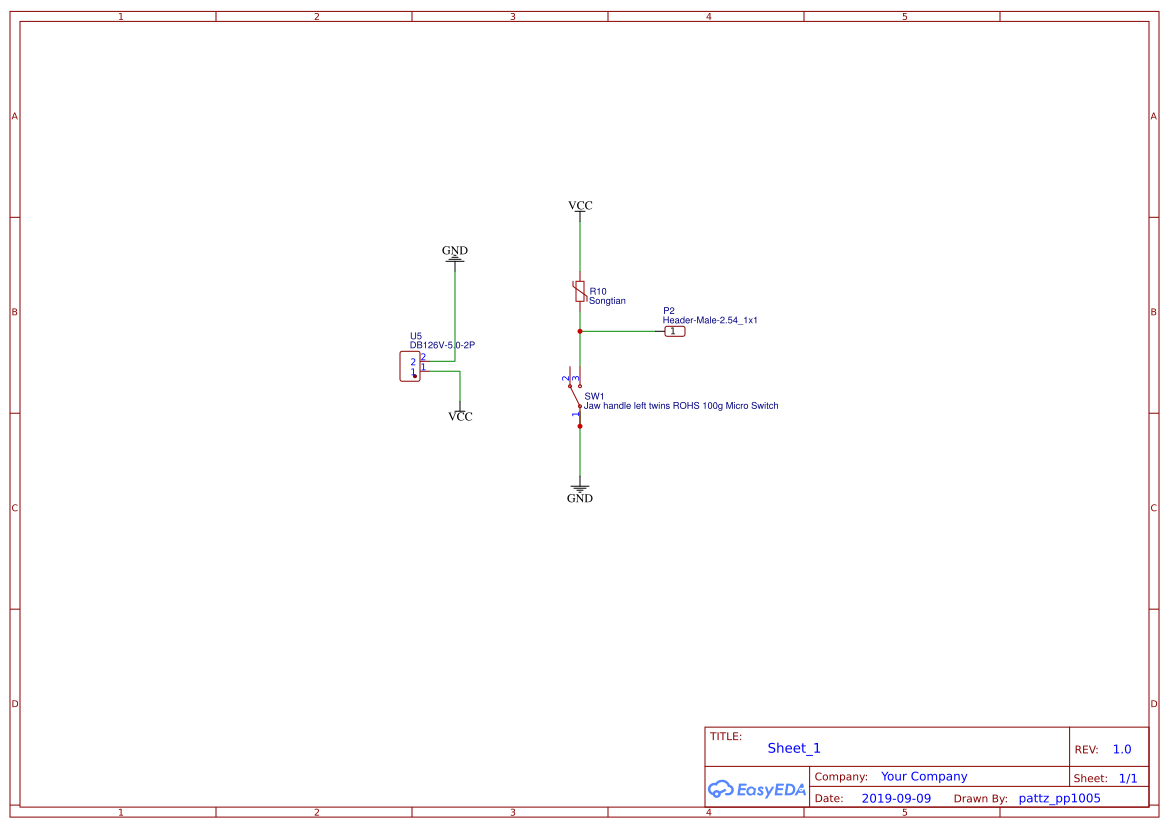 1 2 3 4 5
A A
VCC
GND
R10
Songtian
B B
P2
Header-Male-2.54_1x1
1
U5
DB126V-5.0-2P
2 2
1 1
2 3
SW1
Jaw handle left twins ROHS 100g Micro Switch
1
VCC
GND
C C
D D
TITLE:
Sheet_1
REV: 1.0
Company: Your Company
Sheet: 1/1
EasyEDA
Date: 2019-09-09 Drawn By: pattz_pp1005
1 2 3 4 5